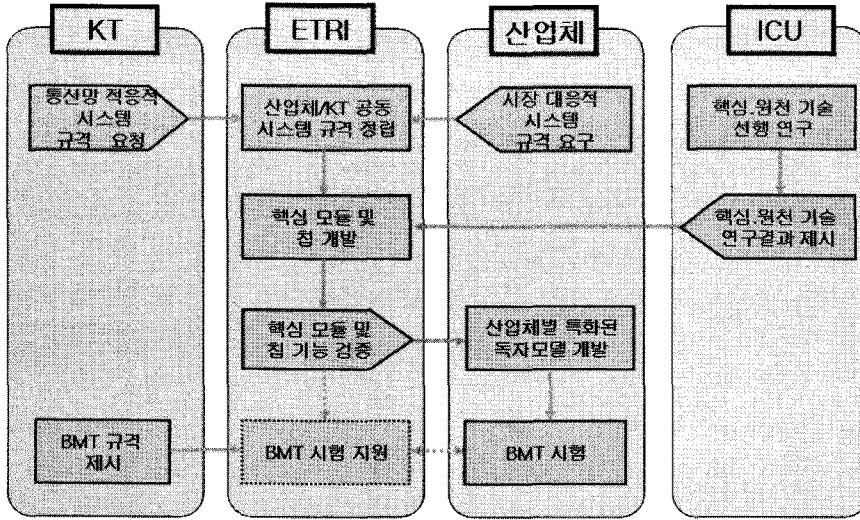 KT
ETRI
산업체
ICU
통신망 적응적
시스템
규격 요청
산업체/KT 공동
시스템 규격 정립
시장 대응적
시스템
규격 요구
핵심.원천 기술
선행 연구
핵심 모듈 및
칩 개발
핵심.원천 기술
연구결과 제시
핵심 모듈 및
칩 기능 검증
산업체별 특화된
독자모델 개발
BMT 규격
제시
BMT 시험 지원
BMT 시험